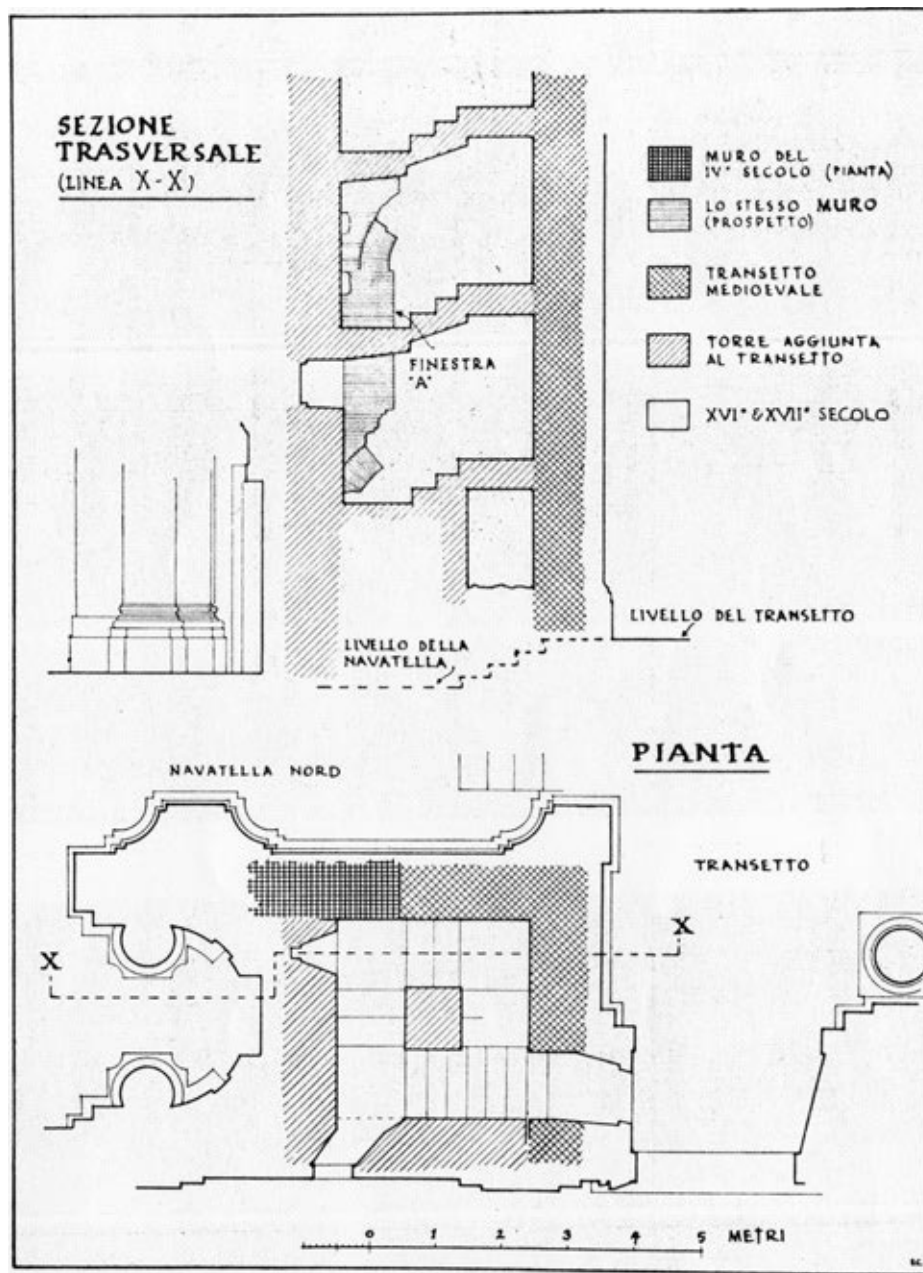 SEZIONE
TRASVERSALE
(LINEA X-X)
MURO DEL
IV° SECOLO (PIANTA)
LO STESSO MURO
(PROSPETTO)
TRANSETTO
MEDIOEVALE
TORRE AGGIUNTA
AL TRANSETTO
XVI° & XVII° SECOLO
FINESTRA
"A"
LIVELLO DEL TRANSETTO
LIVELLO DELLA
NAVATELLA
PIANTA
NAVATELLA NORD
TRANSETTO
X
X
0 1 2 3 4 5 METRI